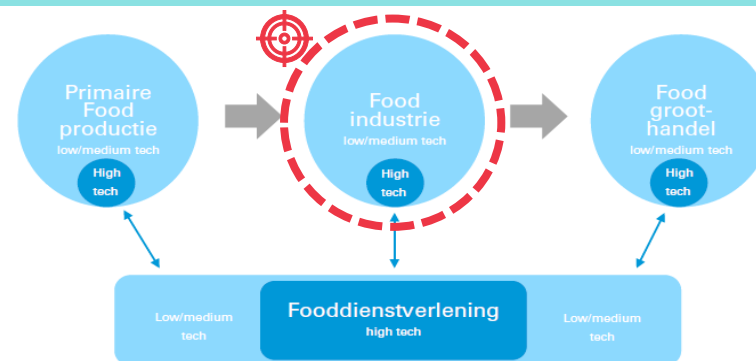 Primaire
Food
productie
low/medium tech
High
tech
Food
industrie
low/medium tech
High
tech
Food
groot-
handel
low/medium tech
High
tech
Low/medium
tech
Fooddienstverlening
high tech
Low/medium
tech